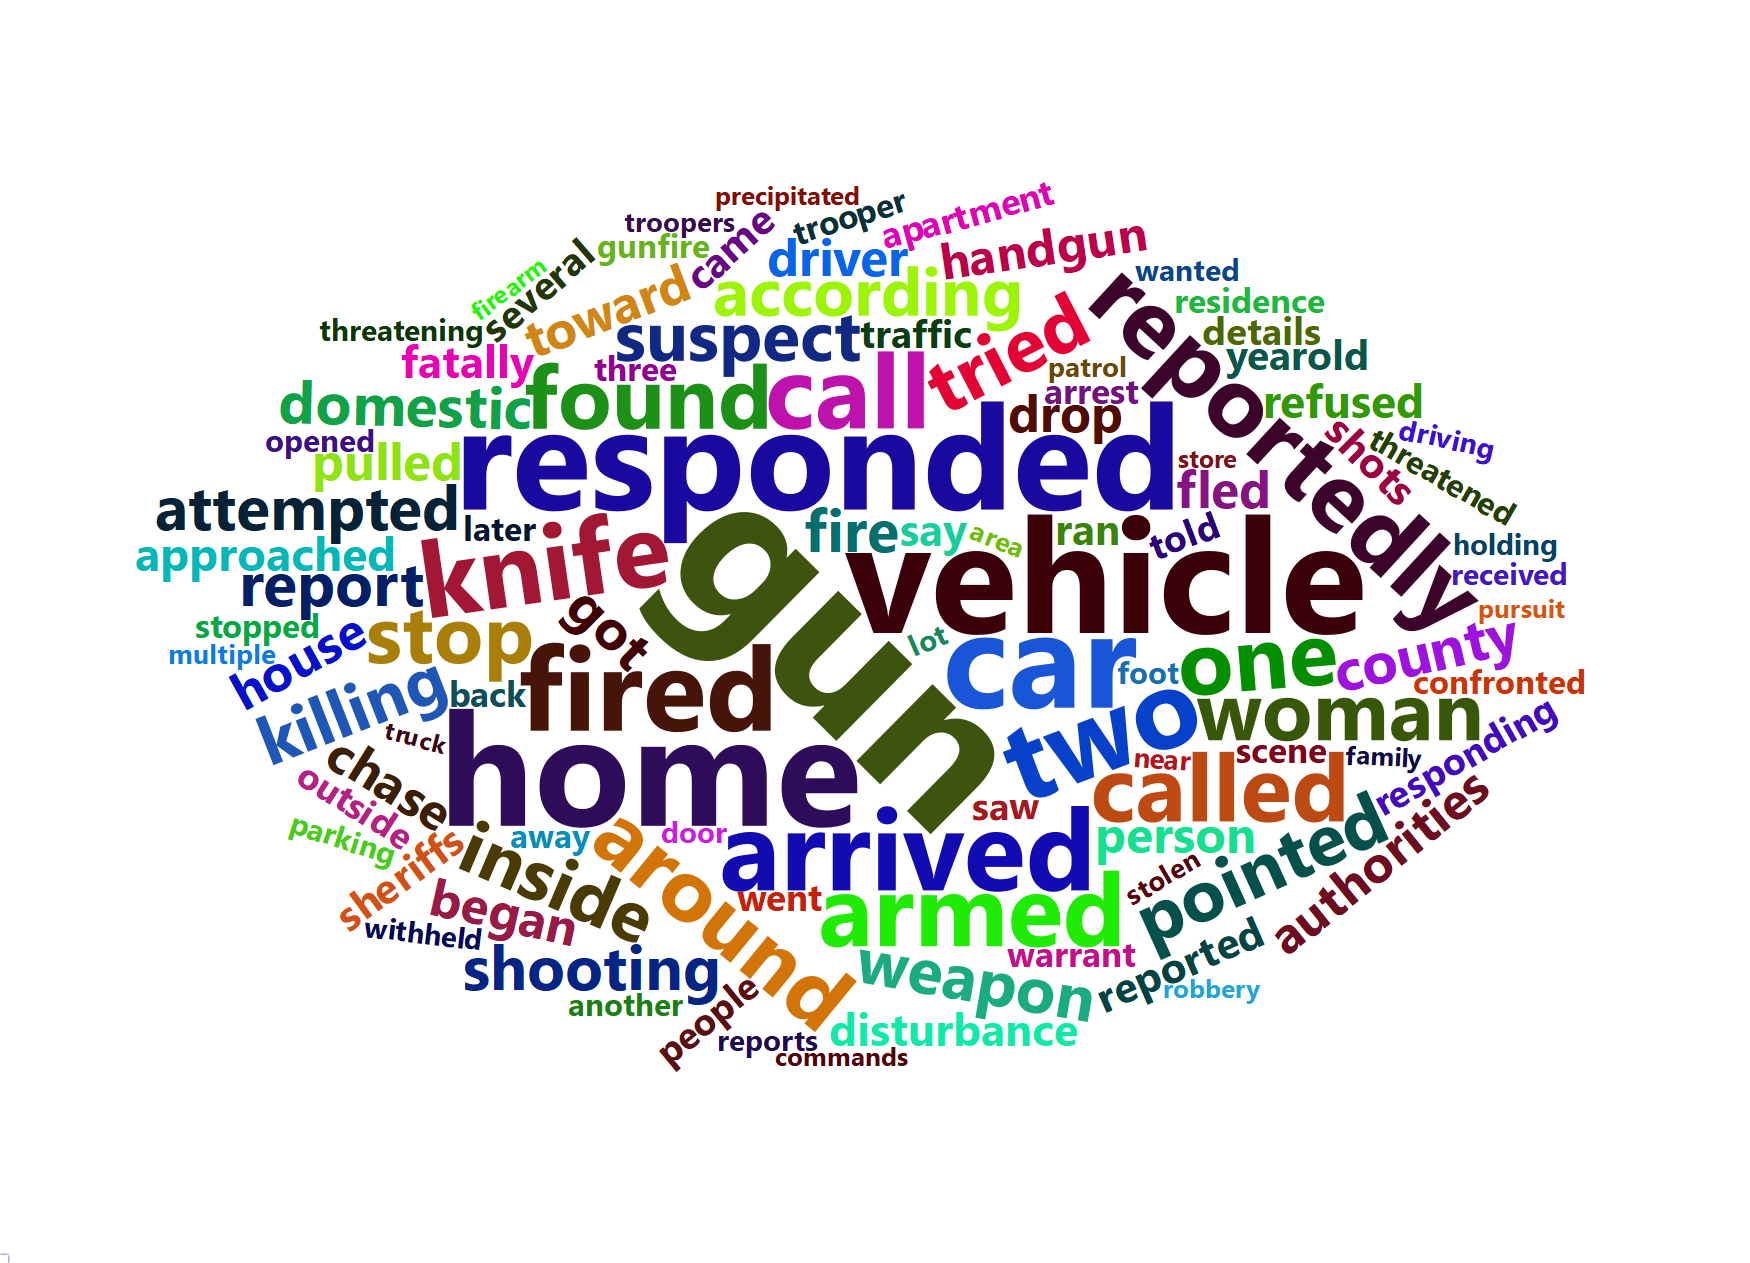 precipitated
troopers
trooper
apartment
gunfire
came
driver
handgun
several
firearm
toward
according
wanted
reportedly
residence
threatening
suspect
traffic
tried
details
fatally
three
patrol
yearold
domestic
found
call
arrest
drop
refused
opened
pulled
responded
store
shots
driving
threatened
attempted
later
fire
say
area
ran
told
fled
approached
knife
gun
vehicle
holding
report
received
stopped
stop
got
lot
car
pursuit
multiple
house
foot
one
county
killing
back
fired
two
woman
confronted
truck
home
near
scene
family
responding
chase
outside
called
saw
parking
away
around
door
arrived
person
pointed
authorities
sheriffs
inside
went
armed
stolen
began
withheld
weapon
warrant
reported
shooting
robbery
another
people
reports
disturbance
commands